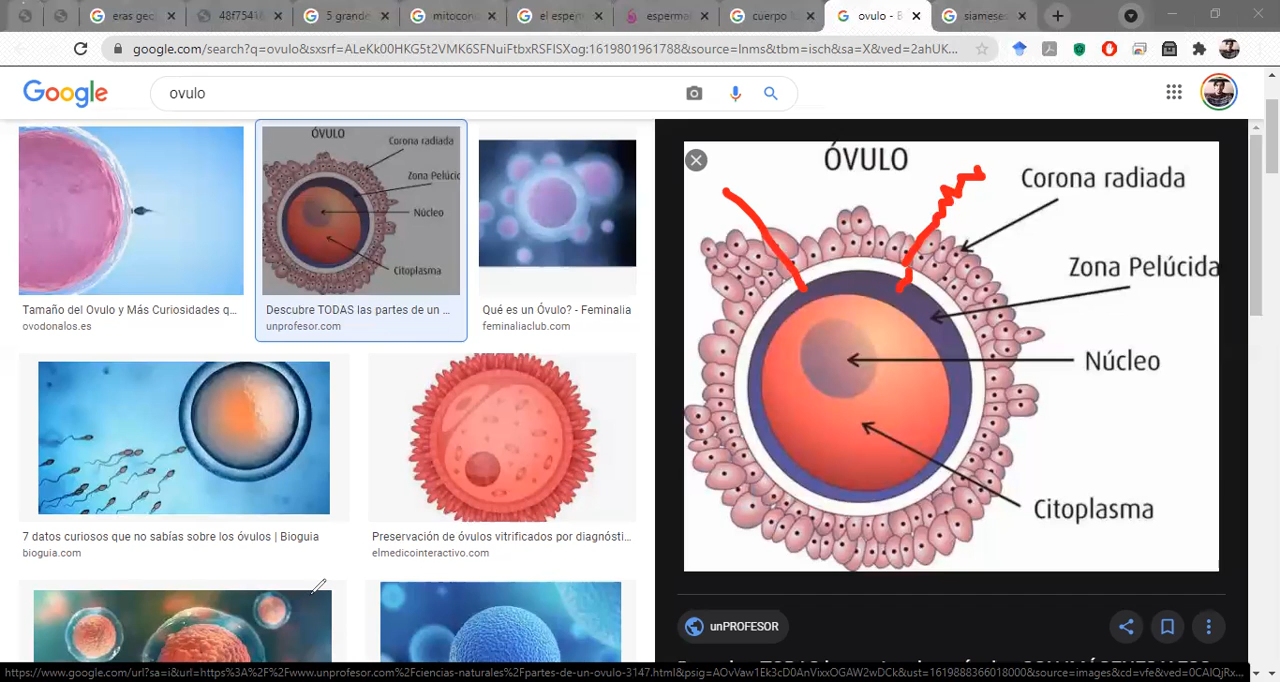 eras geo
48f75418
5 grande
mitocon
el esper
esperma
cuerpo
ovulo - B
siameses
google.com/search?q=ovulo&sxsrf=ALeKk00HKG5t2VMK6SFNuiFtbxRSFlSXog:1619801961788&source=lnms&tbm=isch&sa=X&ved=2ahUK...
Google
ovulo
ÓVULO
Corona radiada
Zona Pelúcid
Núcleo
Citoplasma
Tamaño del Ovulo y Más Curiosidades q...
ovodonalos.es
Descubre TODAS las partes de un ...
unprofesor.com
Qué es un Óvulo? - Feminalia
feminaliaclub.com
7 datos curiosos que no sabías sobre los óvulos | Bioguia
bioguia.com
Preservación de óvulos vitrificados por diagnósti...
elmedicointeractivo.com
ÓVULO
Corona radiada
Zona Pelúcida
Núcleo
Citoplasma
unPROFESOR
https://www.google.com/url?sa=i&url=https%3A%2F%2Fwww.unprofesor.com%2Fciencias-naturales%2Fpartes-de-un-ovulo-3147.html&psig=AOvVaw1Ek3cD0AnVixxOGAW2wDCk&ust=1619888366018000&source=images&cd=vfe&ved=0CAIQjRx...